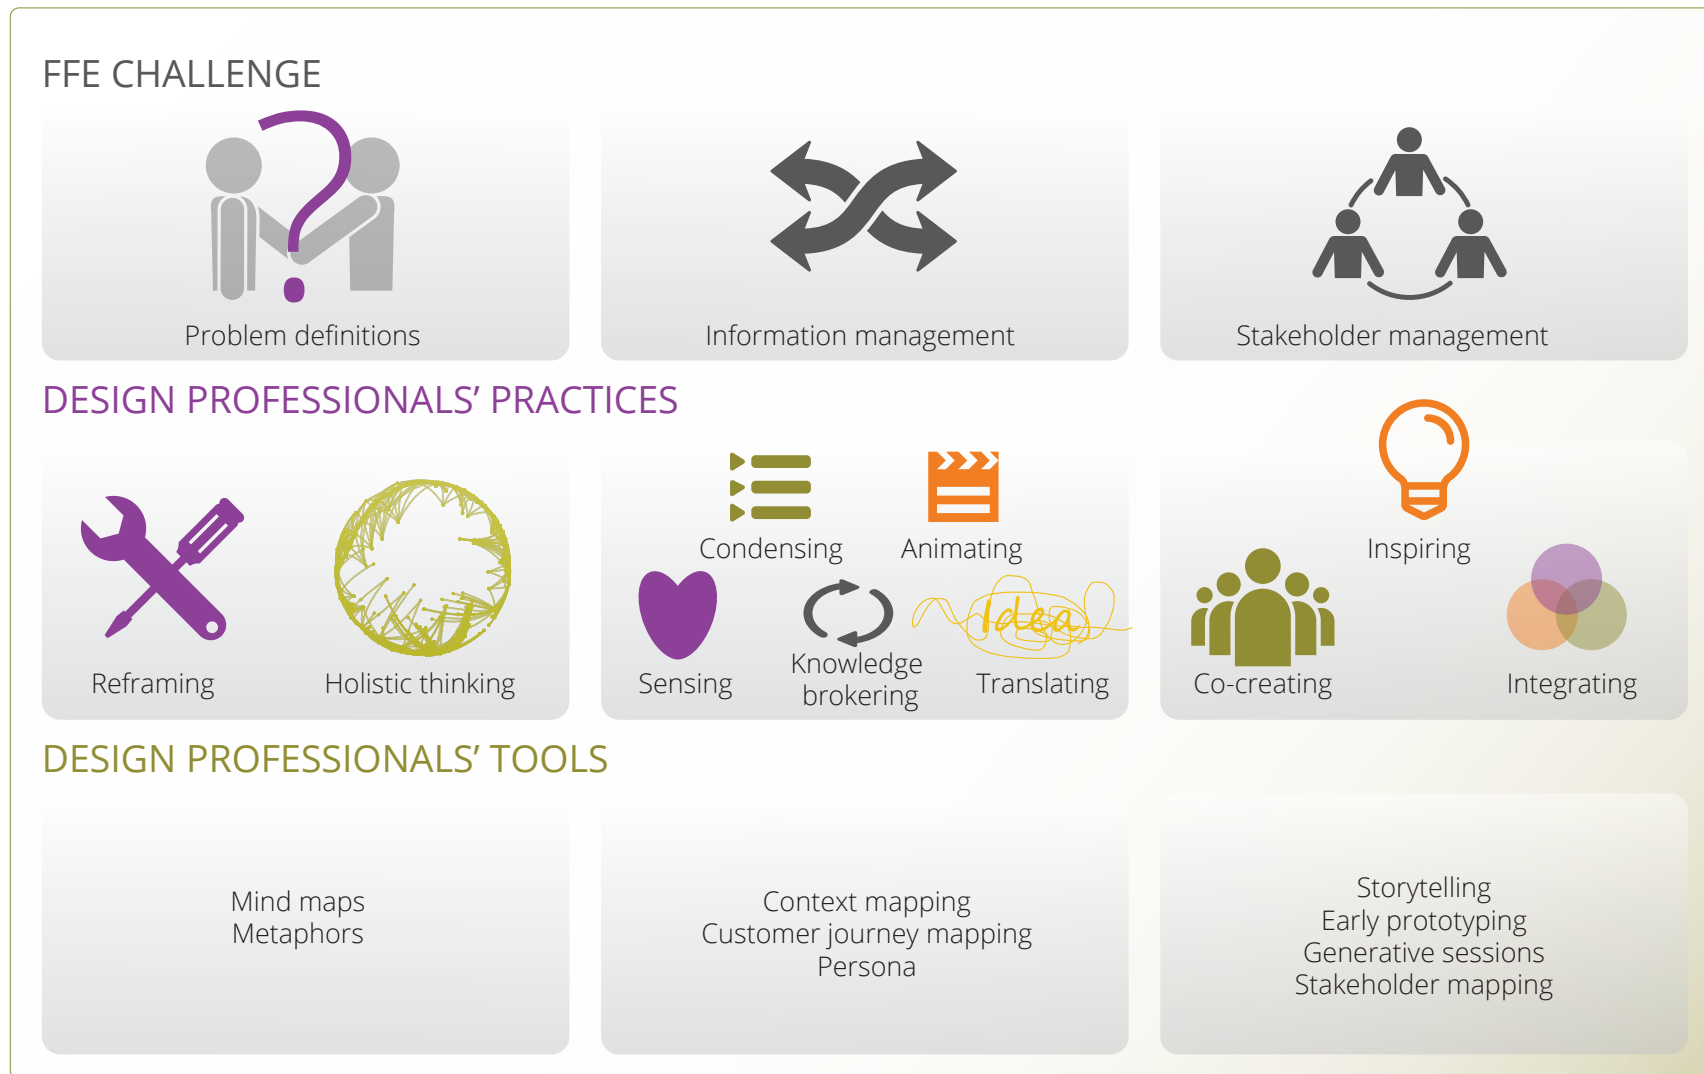 FFE CHALLENGE
Problem definitions
Information management
Stakeholder management
DESIGN PROFESSIONALS’ PRACTICES
Reframing
Holistic thinking
Condensing
Animating
Sensing
Knowledge
brokering
Idea
Translating
Inspiring
Co-creating
Integrating
DESIGN PROFESSIONALS’ TOOLS
Mind maps
Metaphors
Context mapping
Customer journey mapping
Persona
Storytelling
Early prototyping
Generative sessions
Stakeholder mapping